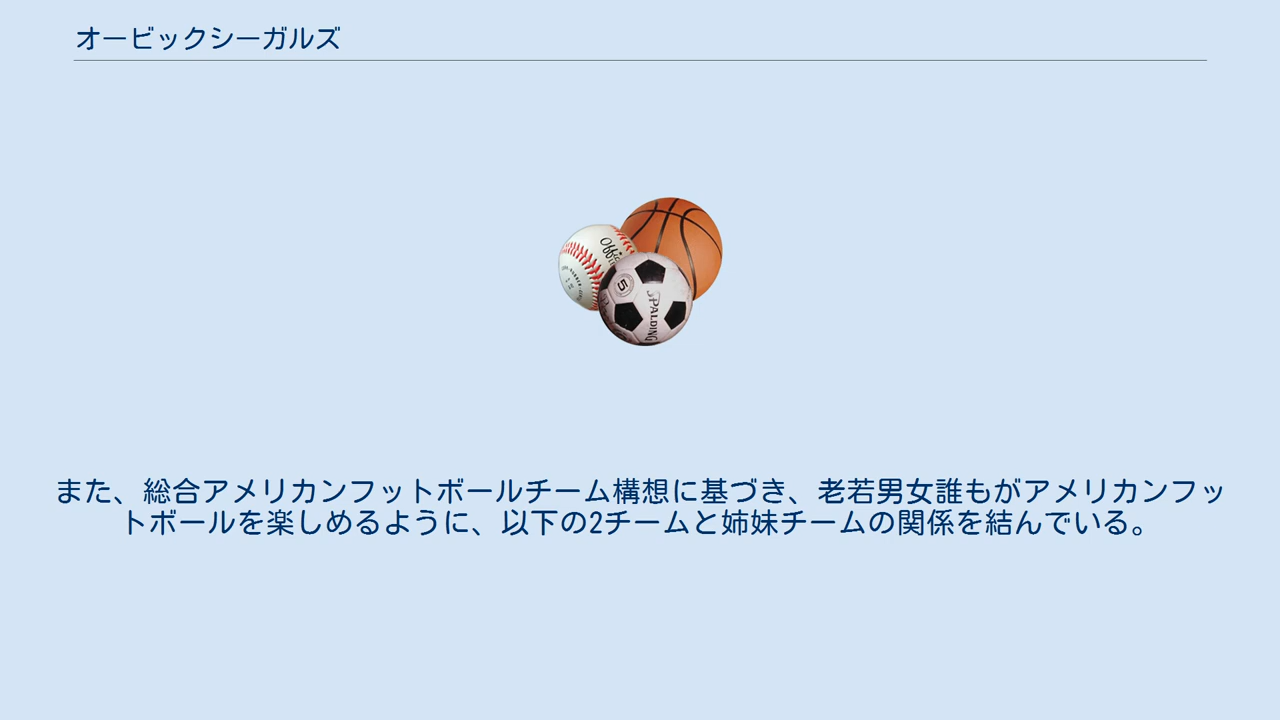 オービックシーガルズ
Offic
5
SPALDING
また、総合アメリカンフットボールチーム構想に基づき、老若男女誰もがアメリカンフッ
トボールを楽しめるように、以下の2チームと姉妹チームの関係を結んでいる。